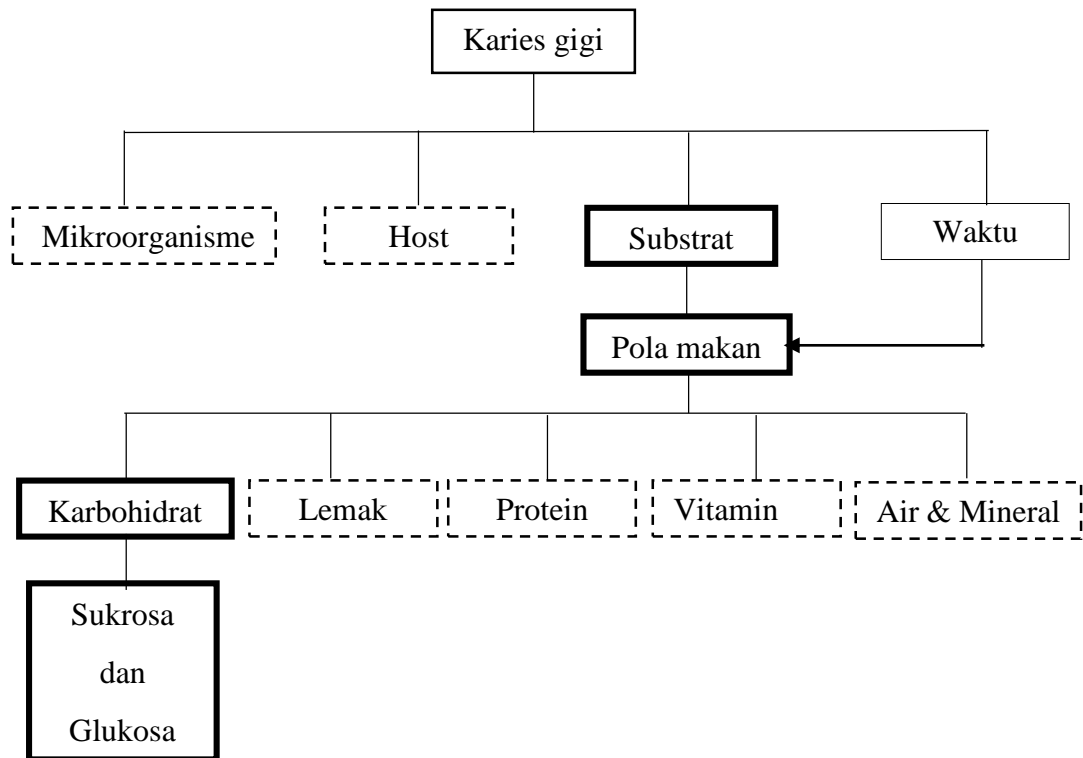 Karies gigi
Mikroorganisme
Host
Substrat
Waktu
Pola makan
Karbohidrat
Lemak
Protein
Vitamin
Air & Mineral
Sukrosa
dan
Glukosa